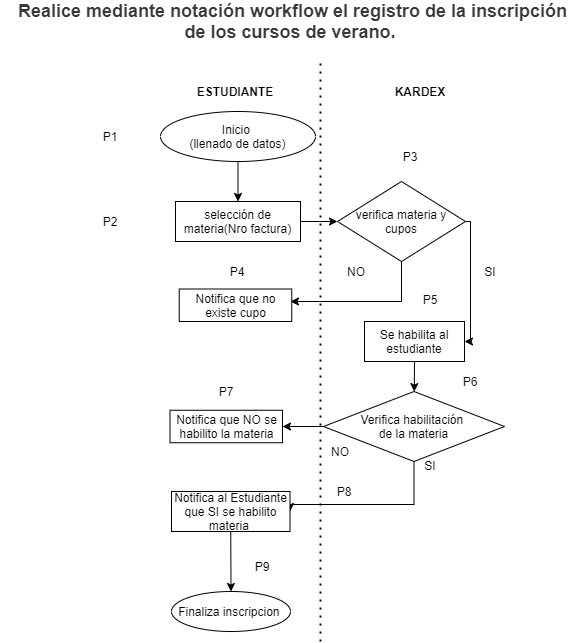 Realice mediante notación workflow el registro de la inscripción
de los cursos de verano.
ESTUDIANTE
KARDEX
P1
Inicio
(llenado de datos)
P3
P2
selección de
materia(Nro factura)
verifica materia y
cupos
P4
NO
SI
Notifica que no
existe cupo
P5
Se habilita al
estudiante
P6
P7
Notifica que NO se
habilito la materia
Verifica habilitación
de la materia
NO
SI
P8
Notifica al Estudiante
que SI se habilito
materia
P9
Finaliza inscripcion